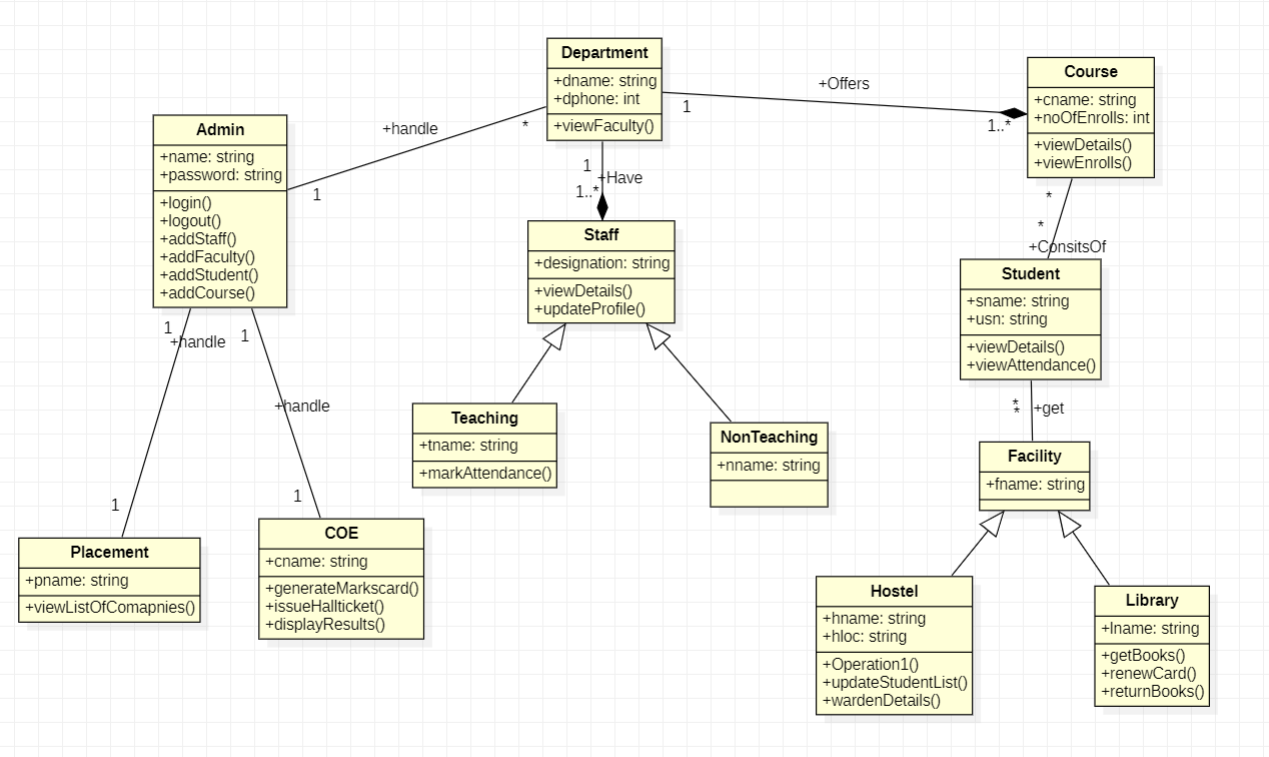 Department
+dname: string
+dphone: int
+viewFaculty()
+Offers
1
1..*
Course
+cname: string
+noOfEnrolls: int
+viewDetails()
+viewEnrolls()
Admin
+name: string
+password: string
+login()
+logout()
+addStaff()
+addFaculty()
+addStudent()
+addCourse()
+handle
*
1
1
+Have
1..*
Staff
+designation: string
+viewDetails()
+updateProfile()
*
*
+ConsitsOf
Student
+sname: string
+usn: string
+viewDetails()
+viewAttendance()
1
+handle
1
1
+handle
1
Teaching
+tname: string
+markAttendance()
NonTeaching
+nname: string
*
*
+get
Facility
+fname: string
Placement
+pname: string
+viewListOfComapnies()
COE
+cname: string
+generateMarkscard()
+issueHallticket()
+displayResults()
Hostel
+hname: string
+hloc: string
+Operation1()
+updateStudentList()
+wardenDetails()
Library
+lname: string
+getBooks()
+renewCard()
+returnBooks()